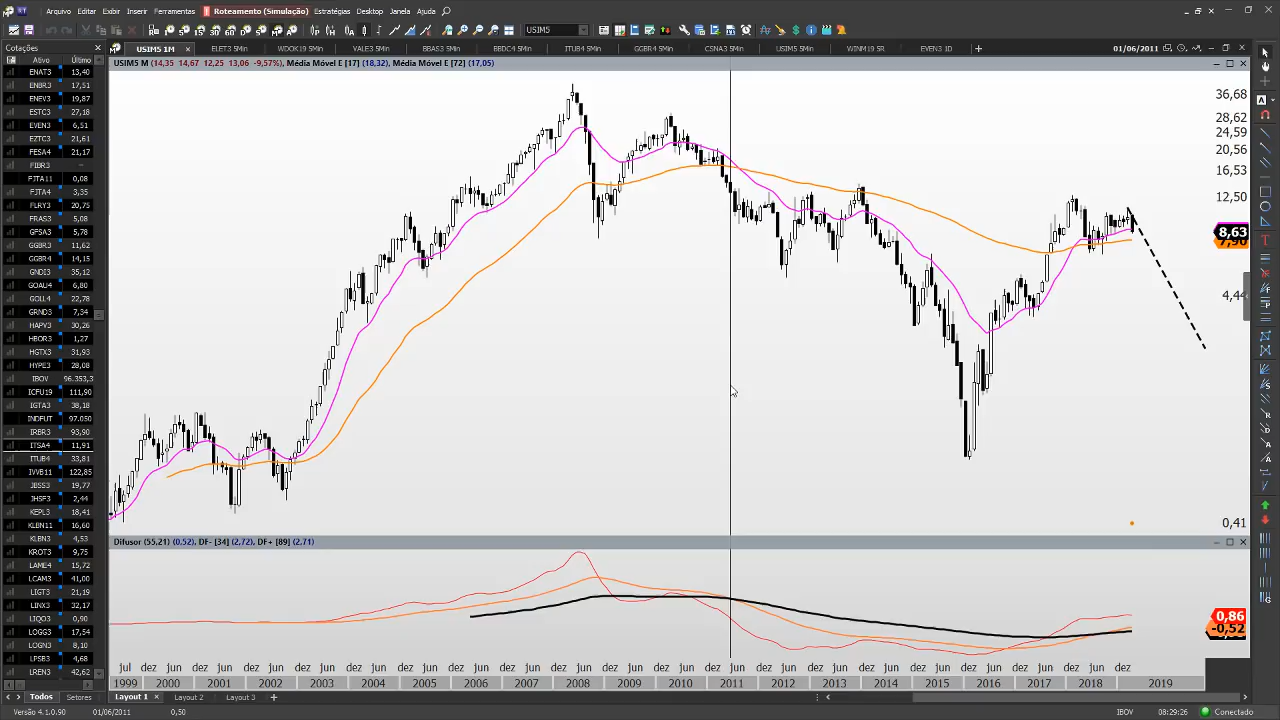 Arquivo Editar Exibir Inserir Ferramentas Roteamento (Simulação) Estratégias Desktop Janela Ajuda
USIM5
Cotações
USIM5 1M ELET3 5Min WDOK19 5Min VALE3 5Min BBAS3 5Min BBDC4 5Min ITUB4 5Min GGBR4 5Min CSNA3 5Min USIM5 5Min WINM19 5R EVEN3 1D 01/06/2011
Ativo Último
USIM5 M (14,35 14,67 12,25 13,06 -9,57%), Média Móvel E [17] (18,32), Média Móvel E [72] (17,05)
ENAT3 13,40
ENBR3 17,51
ENEV3 19,87
ESTC3 27,18
EVEN3 6,51
EZTC3 21,61
FESA4 21,17
FIBR3 –
FJTA11 0,08
FJTA4 3,35
FLRY3 20,75
FRAS3 5,08
GFSA3 5,78
GGBR3 11,62
GGBR4 14,15
GNDI3 35,12
GOAU4 6,80
GOLL4 22,78
GRND3 7,34
HAPV3 30,26
HBOR3 1,27
HGTX3 31,93
HYPE3 28,08
IBOV 96.353,3
ICFU19 111,90
IGTA3 38,18
INDFUT 97.050
IRBR3 93,90
ITSA4 11,91
ITUB4 33,81
IVVB11 122,85
JBSS3 19,77
JHSF3 2,44
KEPL3 18,41
KLBN11 16,60
KLBN3 4,53
KROT3 9,75
LAME4 15,72
LCAM3 41,00
LIGT3 21,19
LINX3 32,17
LIQO3 0,90
LOGG3 17,54
LOGN3 8,10
LPSB3 4,68
LREN3 42,62
36,68
28,62
24,59
20,56
16,53
12,50
8,63
7,90
4,44
0,41
Difusor (55,21) (0,52), DF- [34] (2,72), DF+ [89] (2,71)
0,86
-0,52
jul dez jun dez jun dez jun dez jun dez jun dez jun dez jun dez jun dez jun dez jun dez jun dez jun dez jun dez jun dez jun dez jun dez jun dez jun dez jun dez
1999 2000 2001 2002 2003 2004 2005 2006 2007 2008 2009 2010 2011 2012 2013 2014 2015 2016 2017 2018 2019
Todos Setores Layout 1 Layout 2 Layout 3
Versão 4.1.0.90 01/06/2011 0,50 IBOV 08:29:26 Conectado